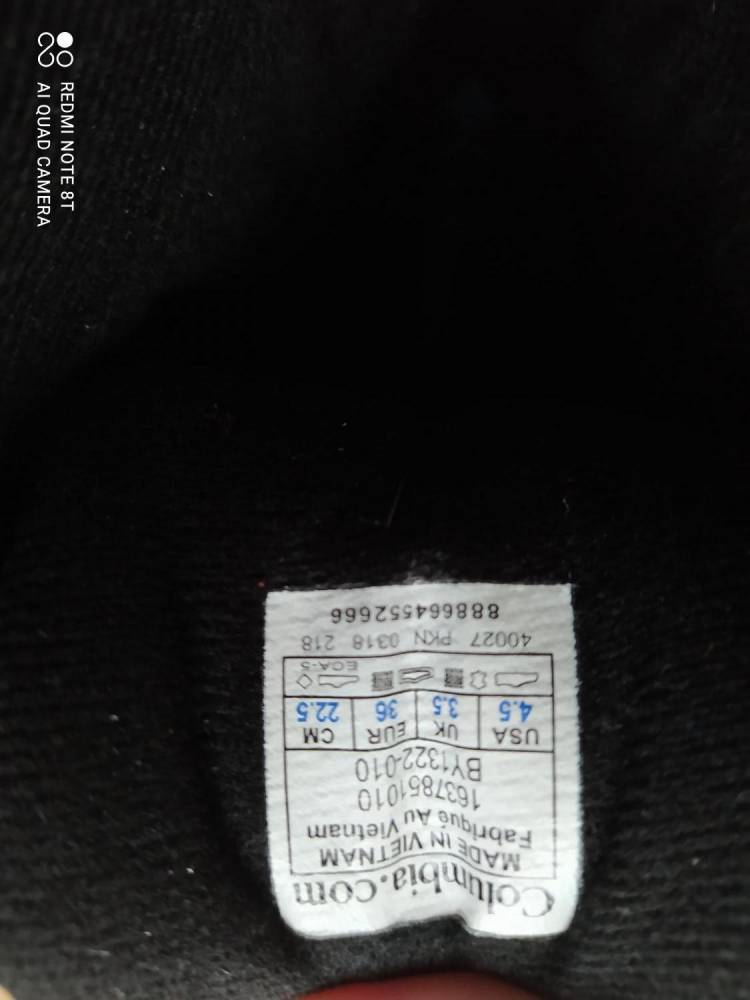 Columbia.com
MADE IN VIETNAM
Fabriqué Au Vietnam
1637851010
BY1322-010
USA UK EUR CM
4.5 3.5 36 22.5
ECA-5
40027 PKN 0318 218
888664552666
REDMI NOTE 8T
AI QUAD CAMERA